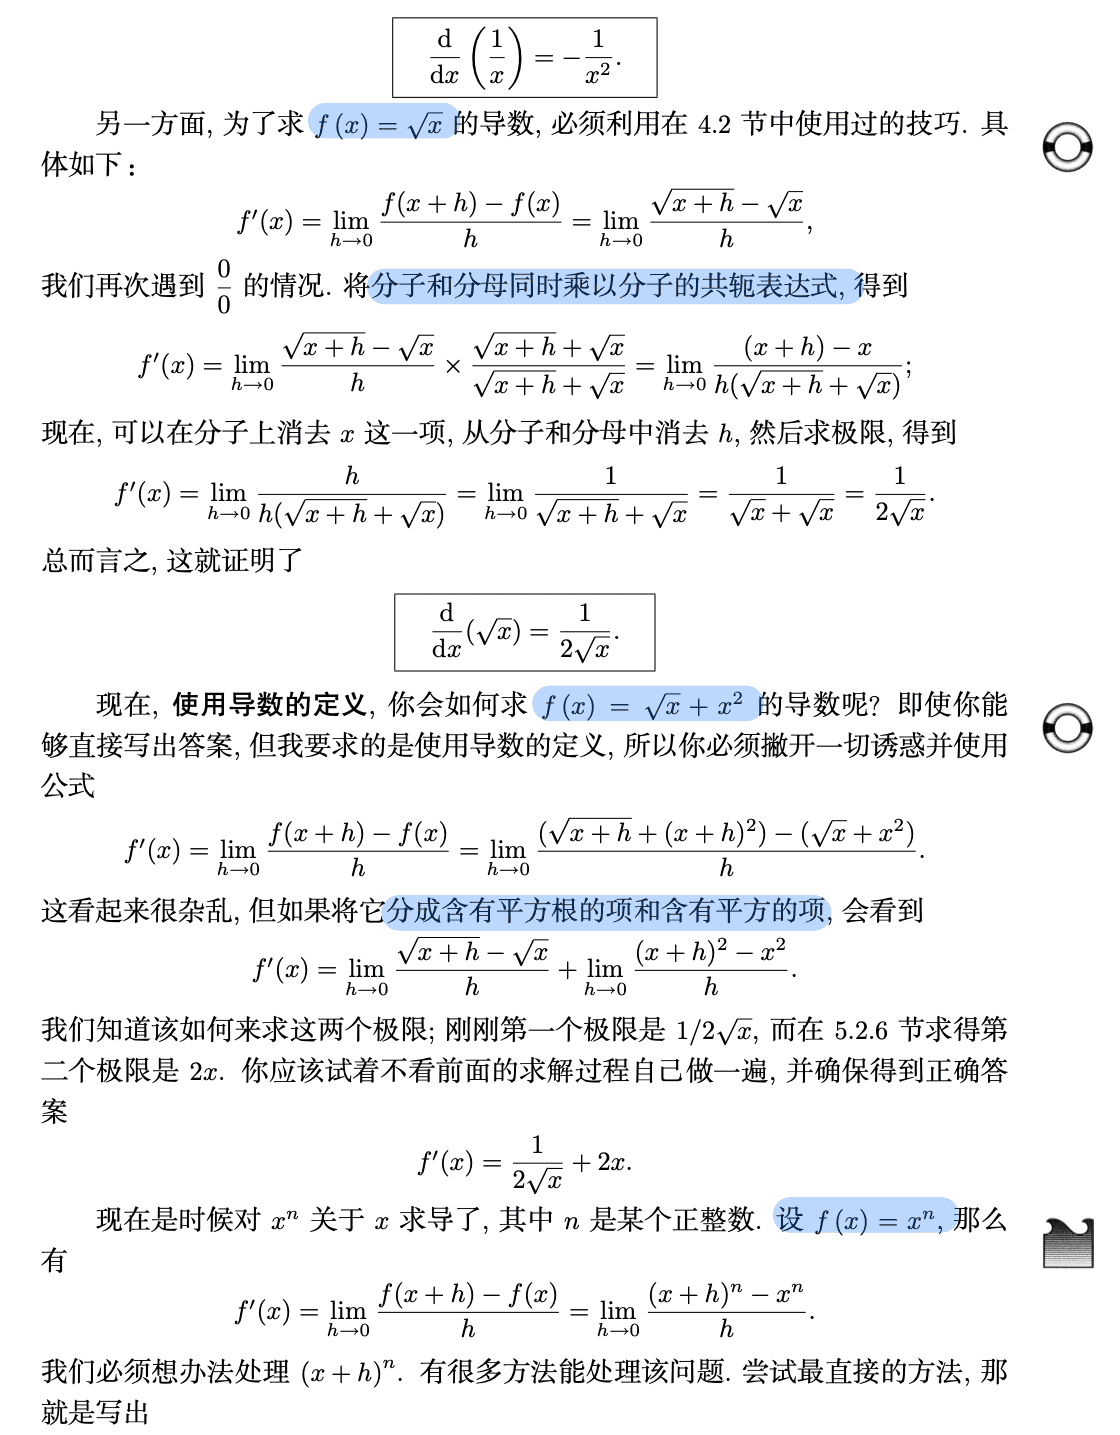 $\frac{\mathrm{d}}{\mathrm{d}x}\left(\frac{1}{x}\right) = -\frac{1}{x^2}.$
另一方面, 为了求 $f(x) = \sqrt{x}$ 的导数, 必须利用在 4.2 节中使用过的技巧. 具
体如下：
$f'(x) = \lim_{h \to 0} \frac{f(x+h) - f(x)}{h} = \lim_{h \to 0} \frac{\sqrt{x+h} - \sqrt{x}}{h},$
我们再次遇到 $\frac{0}{0}$ 的情况. 将分子和分母同时乘以分子的共轭表达式, 得到
$f'(x) = \lim_{h \to 0} \frac{\sqrt{x+h} - \sqrt{x}}{h} \times \frac{\sqrt{x+h} + \sqrt{x}}{\sqrt{x+h} + \sqrt{x}} = \lim_{h \to 0} \frac{(x+h) - x}{h(\sqrt{x+h} + \sqrt{x})};$
现在, 可以在分子上消去 $x$ 这一项, 从分子和分母中消去 $h$, 然后求极限, 得到
$f'(x) = \lim_{h \to 0} \frac{h}{h(\sqrt{x+h} + \sqrt{x})} = \lim_{h \to 0} \frac{1}{\sqrt{x+h} + \sqrt{x}} = \frac{1}{\sqrt{x} + \sqrt{x}} = \frac{1}{2\sqrt{x}}.$
总而言之, 这就证明了
$\frac{\mathrm{d}}{\mathrm{d}x}(\sqrt{x}) = \frac{1}{2\sqrt{x}}.$
现在, 使用导数的定义, 你会如何求 $f(x) = \sqrt{x} + x^2$ 的导数呢？即使你能
够直接写出答案, 但我要求的是使用导数的定义, 所以你必须撇开一切诱惑并使用
公式
$f'(x) = \lim_{h \to 0} \frac{f(x+h) - f(x)}{h} = \lim_{h \to 0} \frac{(\sqrt{x+h} + (x+h)^2) - (\sqrt{x} + x^2)}{h}.$
这看起来很杂乱, 但如果将它分成含有平方根的项和含有平方的项, 会看到
$f'(x) = \lim_{h \to 0} \frac{\sqrt{x+h} - \sqrt{x}}{h} + \lim_{h \to 0} \frac{(x+h)^2 - x^2}{h}.$
我们知道该如何来求这两个极限; 刚刚第一个极限是 $1/2\sqrt{x}$, 而在 5.2.6 节求得第
二个极限是 $2x$. 你应该试着不看前面的求解过程自己做一遍, 并确保得到正确答
案
$f'(x) = \frac{1}{2\sqrt{x}} + 2x.$
现在是时候对 $x^n$ 关于 $x$ 求导了, 其中 $n$ 是某个正整数. 设 $f(x) = x^n$, 那么
有
$f'(x) = \lim_{h \to 0} \frac{f(x+h) - f(x)}{h} = \lim_{h \to 0} \frac{(x+h)^n - x^n}{h}.$
我们必须想办法处理 $(x+h)^n$. 有很多方法能处理该问题. 尝试最直接的方法, 那
就是写出